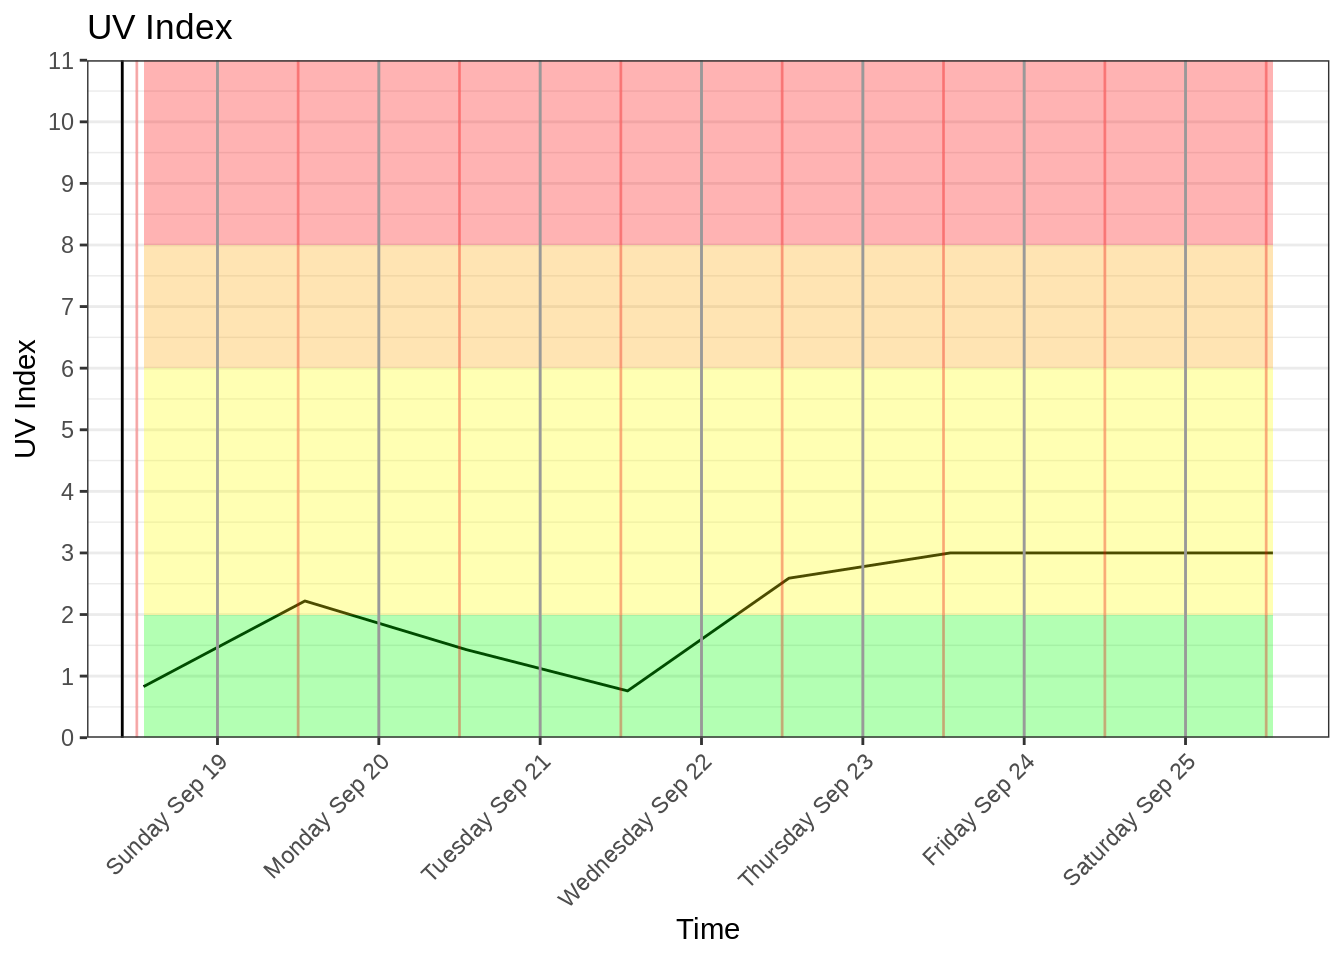 UV Index
11
10
9
8
7
6
5
4
3
2
1
0
UV Index
Sunday Sep 19
Monday Sep 20
Tuesday Sep 21
Wednesday Sep 22
Thursday Sep 23
Friday Sep 24
Saturday Sep 25
Time